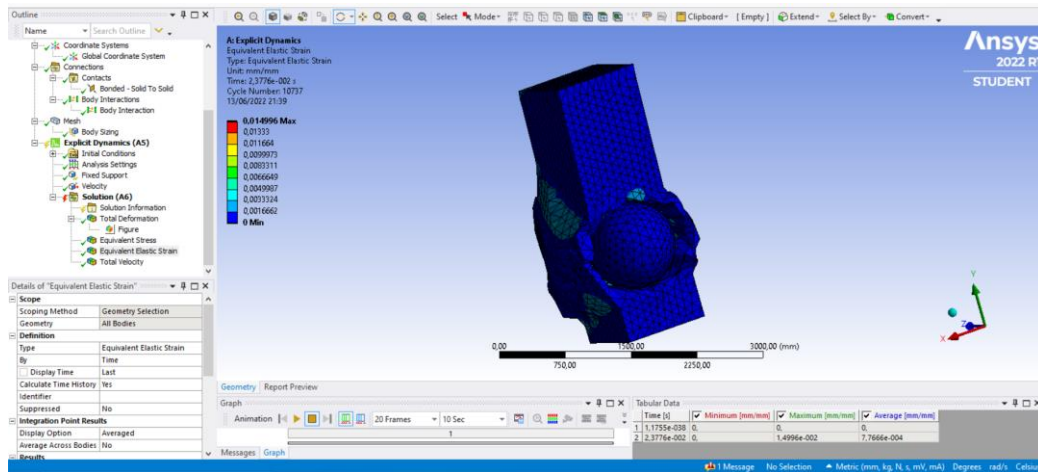 Outline
Name Search Outline
Coordinate Systems
Global Coordinate System
Connections
Contacts
Bonded - Solid To Solid
Body Interactions
Body Interaction
Mesh
Body Sizing
Explicit Dynamics (A5)
Initial Conditions
Analysis Settings
Fixed Support
Velocity
Solution (A6)
Solution Information
Total Deformation
Figure
Equivalent Stress
Equivalent Elastic Strain
Total Velocity
Details of "Equivalent Elastic Strain"
Scope
Scoping Method Geometry Selection
Geometry All Bodies
Definition
Type Equivalent Elastic Strain
By Time
Display Time Last
Calculate Time History Yes
Identifier
Suppressed No
Integration Point Results
Display Option Averaged
Average Across Bodies No
Results
Select Mode Clipboard [ Empty ] Extend Select By Convert
A: Explicit Dynamics
Equivalent Elastic Strain
Type: Equivalent Elastic Strain
Unit: mm/mm
Time: 2,3776e-002 s
Cycle Number: 10737
13/06/2022 21:39
0,014996 Max
0,01333
0,011664
0,0099973
0,0083311
0,0066649
0,0049987
0,0033324
0,0016662
0 Min
Ansys
2022 R
STUDENT
Y
Z
X
0,00 1500,00 3000,00 (mm)
750,00 2250,00
Geometry Report Preview
Graph
Animation 20 Frames 10 Sec
1
Messages Graph
Tabular Data
Time [s] Minimum [mm/mm] Maximum [mm/mm] Average [mm/mm]
1 1,1755e-038 0, 0, 0,
2 2,3776e-002 0, 1,4996e-002 7,7666e-004
1 Message No Selection Metric (mm, kg, N, s, mV, mA) Degrees rad/s Celsiu